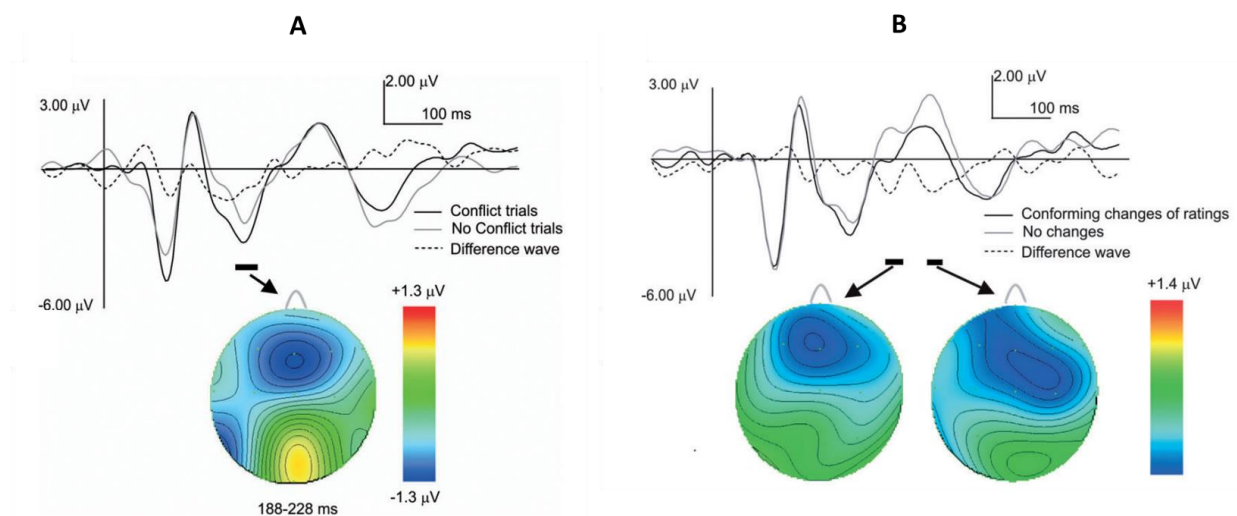 A
3.00 µV
2.00 µV
100 ms
Conflict trials
No Conflict trials
Difference wave
-6.00 µV
+1.3 µV
-1.3 µV
188-228 ms
B
3.00 µV
2.00 µV
100 ms
Conforming changes of ratings
No changes
Difference wave
-6.00 µV
+1.4 µV